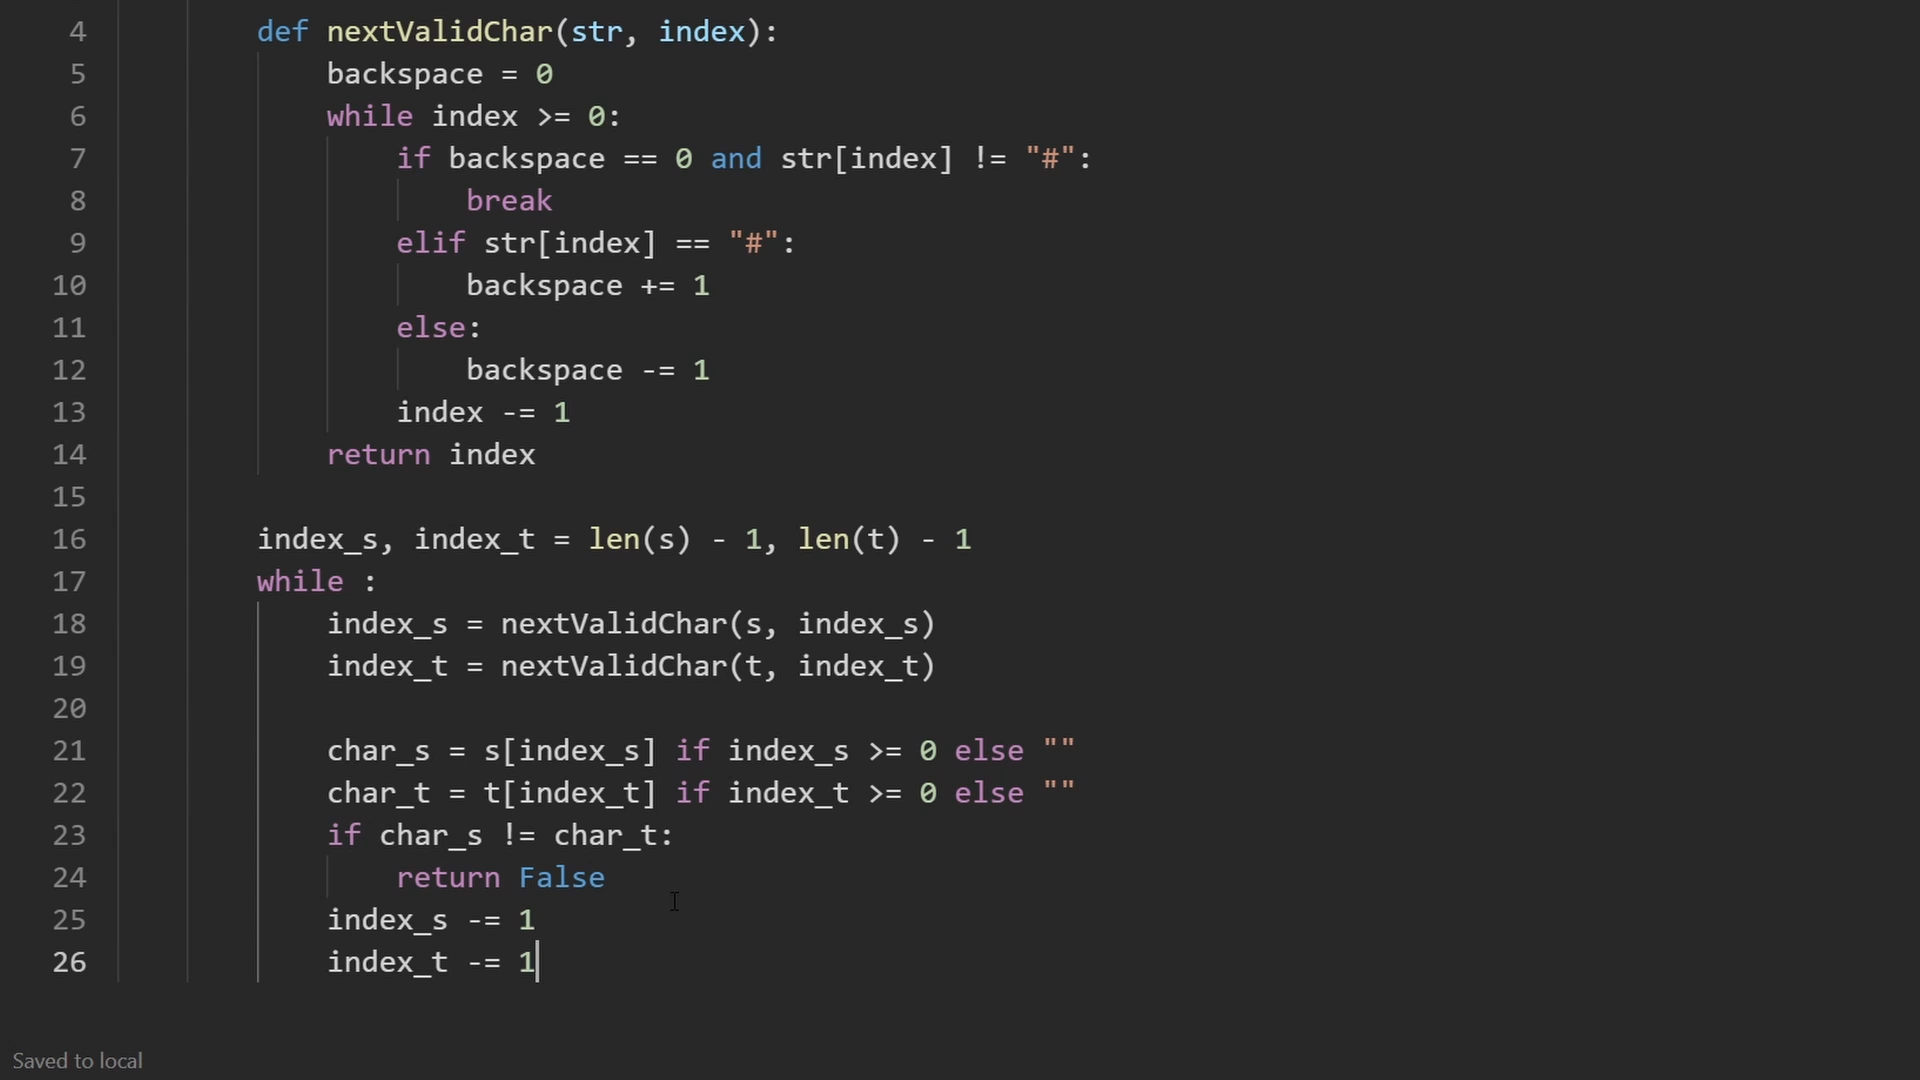 4 def nextValidChar(str, index):
5 backspace = 0
6 while index >= 0:
7 if backspace == 0 and str[index] != "#":
8 break
9 elif str[index] == "#":
10 backspace += 1
11 else:
12 backspace -= 1
13 index -= 1
14 return index
15
16 index_s, index_t = len(s) - 1, len(t) - 1
17 while :
18 index_s = nextValidChar(s, index_s)
19 index_t = nextValidChar(t, index_t)
20
21 char_s = s[index_s] if index_s >= 0 else ""
22 char_t = t[index_t] if index_t >= 0 else ""
23 if char_s != char_t:
24 return False
25 index_s -= 1
26 index_t -= 1
Saved to local